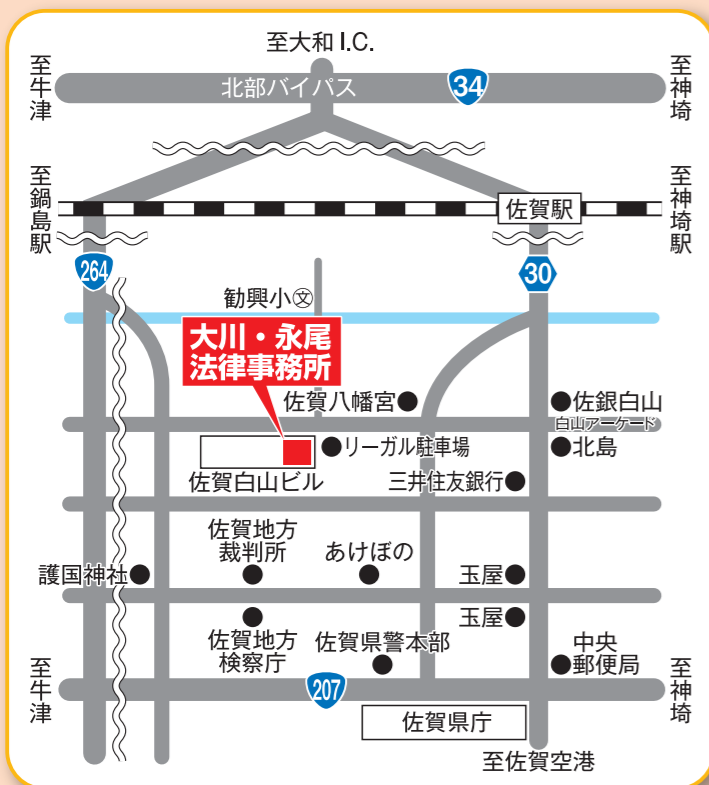 至大和 I.C.
至牛津
北部バイパス
34
至神埼
至鍋島駅
佐賀駅
至神埼駅
264
30
勧興小文
大川・永尾
法律事務所
佐賀八幡宮
佐銀白山
白山アーケード
リーガル駐車場
北島
佐賀白山ビル
三井住友銀行
佐賀地方
裁判所
あけぼの
護国神社
玉屋
玉屋
佐賀地方
検察庁
佐賀県警本部
中央
郵便局
至牛津
207
至神埼
佐賀県庁
至佐賀空港